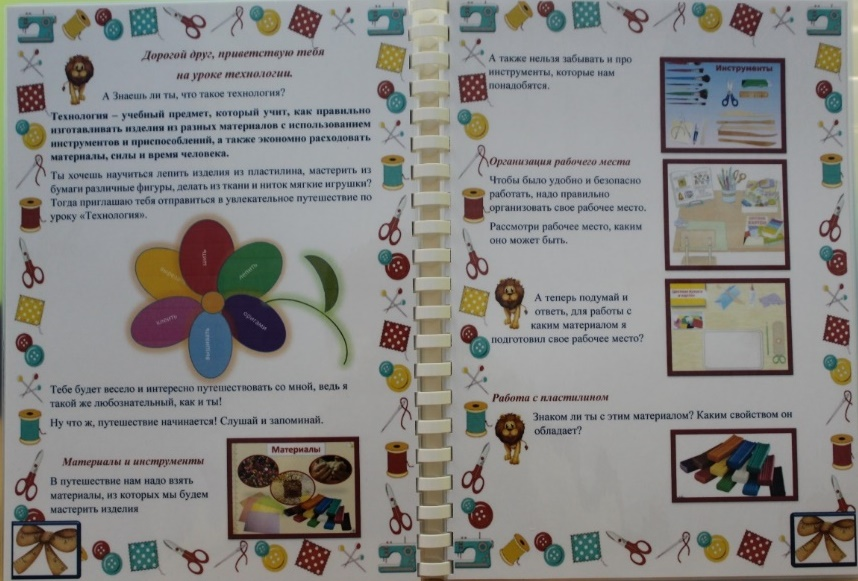 Дорогой друг, приветствую тебя
на уроке технологии.
А Знаешь ли ты, что такое технология?
Технология – учебный предмет, который учит, как правильно
изготавливать изделия из разных материалов с использованием
инструментов и приспособлений, а также экономно расходовать
материалы, силы и время человека.
Ты хочешь научиться лепить изделия из пластилина, мастерить из
бумаги различные фигуры, делать из ткани и ниток мягкие игрушки?
Тогда приглашаю тебя отправиться в увлекательное путешествие по
уроку «Технология».
шить
лепить
оригами
вышивать
клеить
Тебе будет весело и интересно путешествовать со мной, ведь я
такой же любознательный, как и ты!
Ну что ж, путешествие начинается! Слушай и запоминай.
Материалы и инструменты
В путешествие нам надо взять
материалы, из которых мы будем
мастерить изделия
Материалы
А также нельзя забывать и про
инструменты, которые нам
понадобятся.
Инструменты
Организация рабочего места
Чтобы было удобно и безопасно
работать, надо правильно
организовать свое рабочее место.
Рассмотри рабочее место, каким
оно может быть.
А теперь подумай и
ответь, для работы с
каким материалом я
подготовил свое рабочее место?
Работа с пластилином
Знаком ли ты с этим материалом? Каким свойством он
обладает?